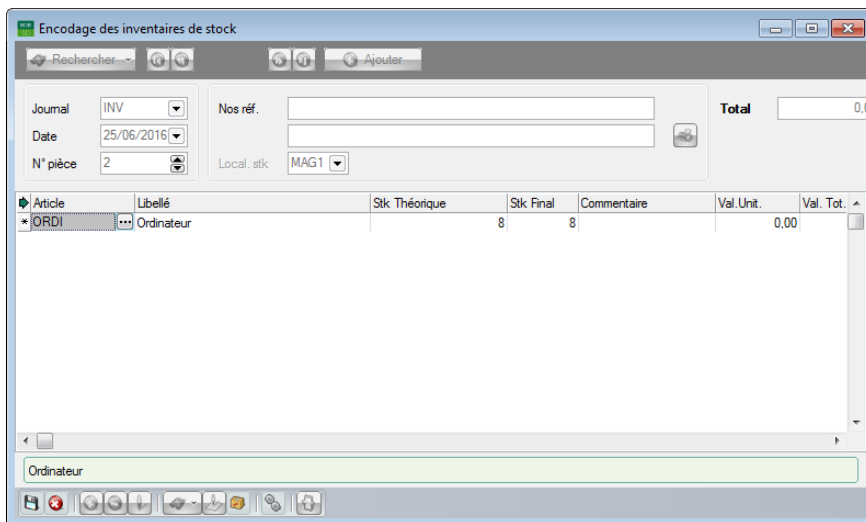 Encodage des inventaires de stock
Rechercher Ajouter
Journal INV Nos réf. Total 0,0
Date 25/06/2016
N° pièce 2 Local. stk MAG1
Article Libellé Stk Théorique Stk Final Commentaire Val.Unit. Val. Tot.
* ORDI ... Ordinateur 8 8 0,00
Ordinateur